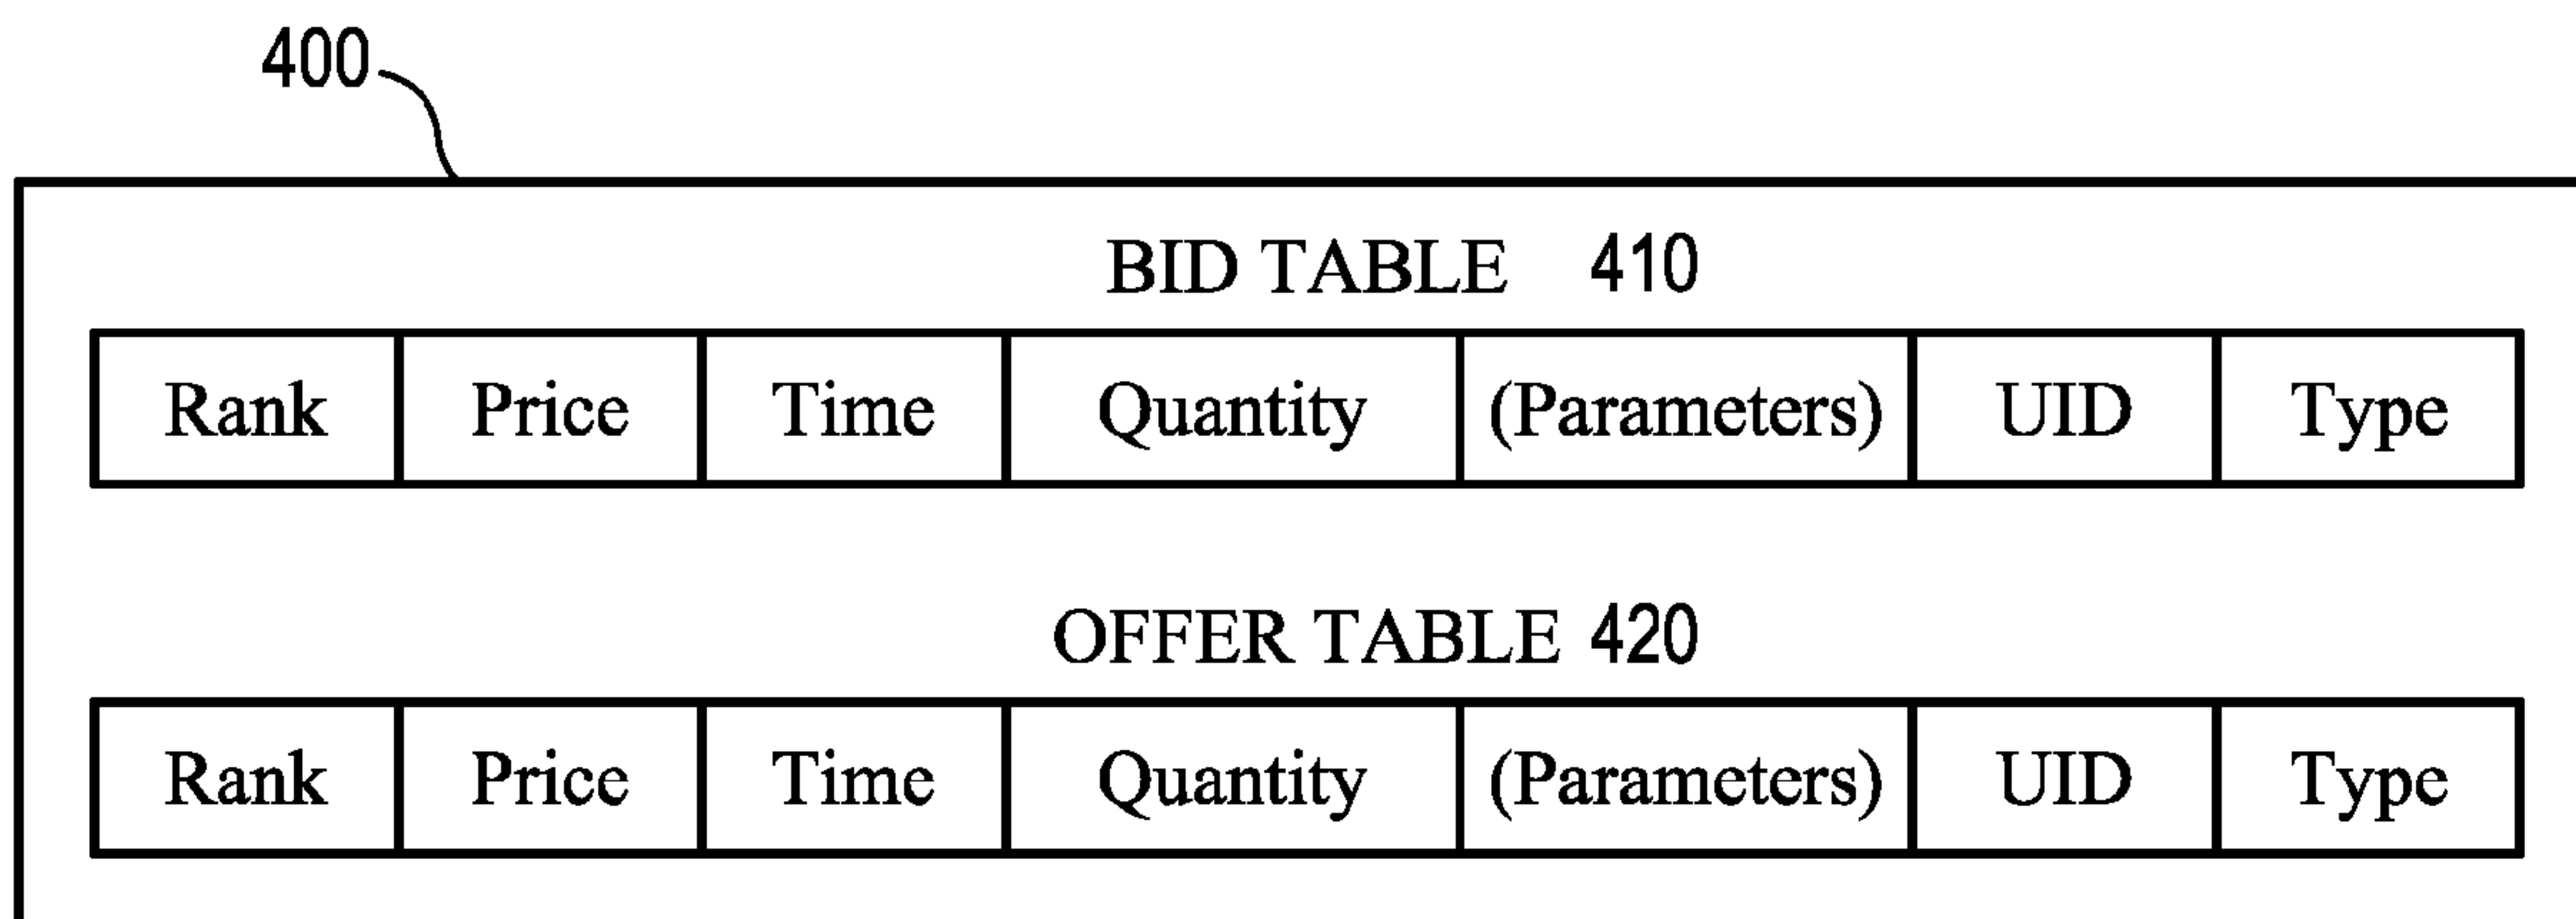 400
BID TABLE 410
Rank Price Time Quantity (Parameters) UID Type
OFFER TABLE 420
Rank Price Time Quantity (Parameters) UID Type